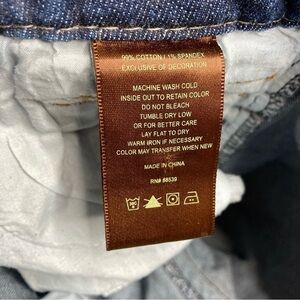 99% COTTON / 1% SPANDEX
EXCLUSIVE OF DECORATION
MACHINE WASH COLD
INSIDE OUT TO RETAIN COLOR
DO NOT BLEACH
TUMBLE DRY LOW
OR FOR BETTER CARE
LAY FLAT TO DRY
WARM IRON IF NECESSARY
COLOR MAY TRANSFER WHEN NEW
MADE IN CHINA
RN# 88539